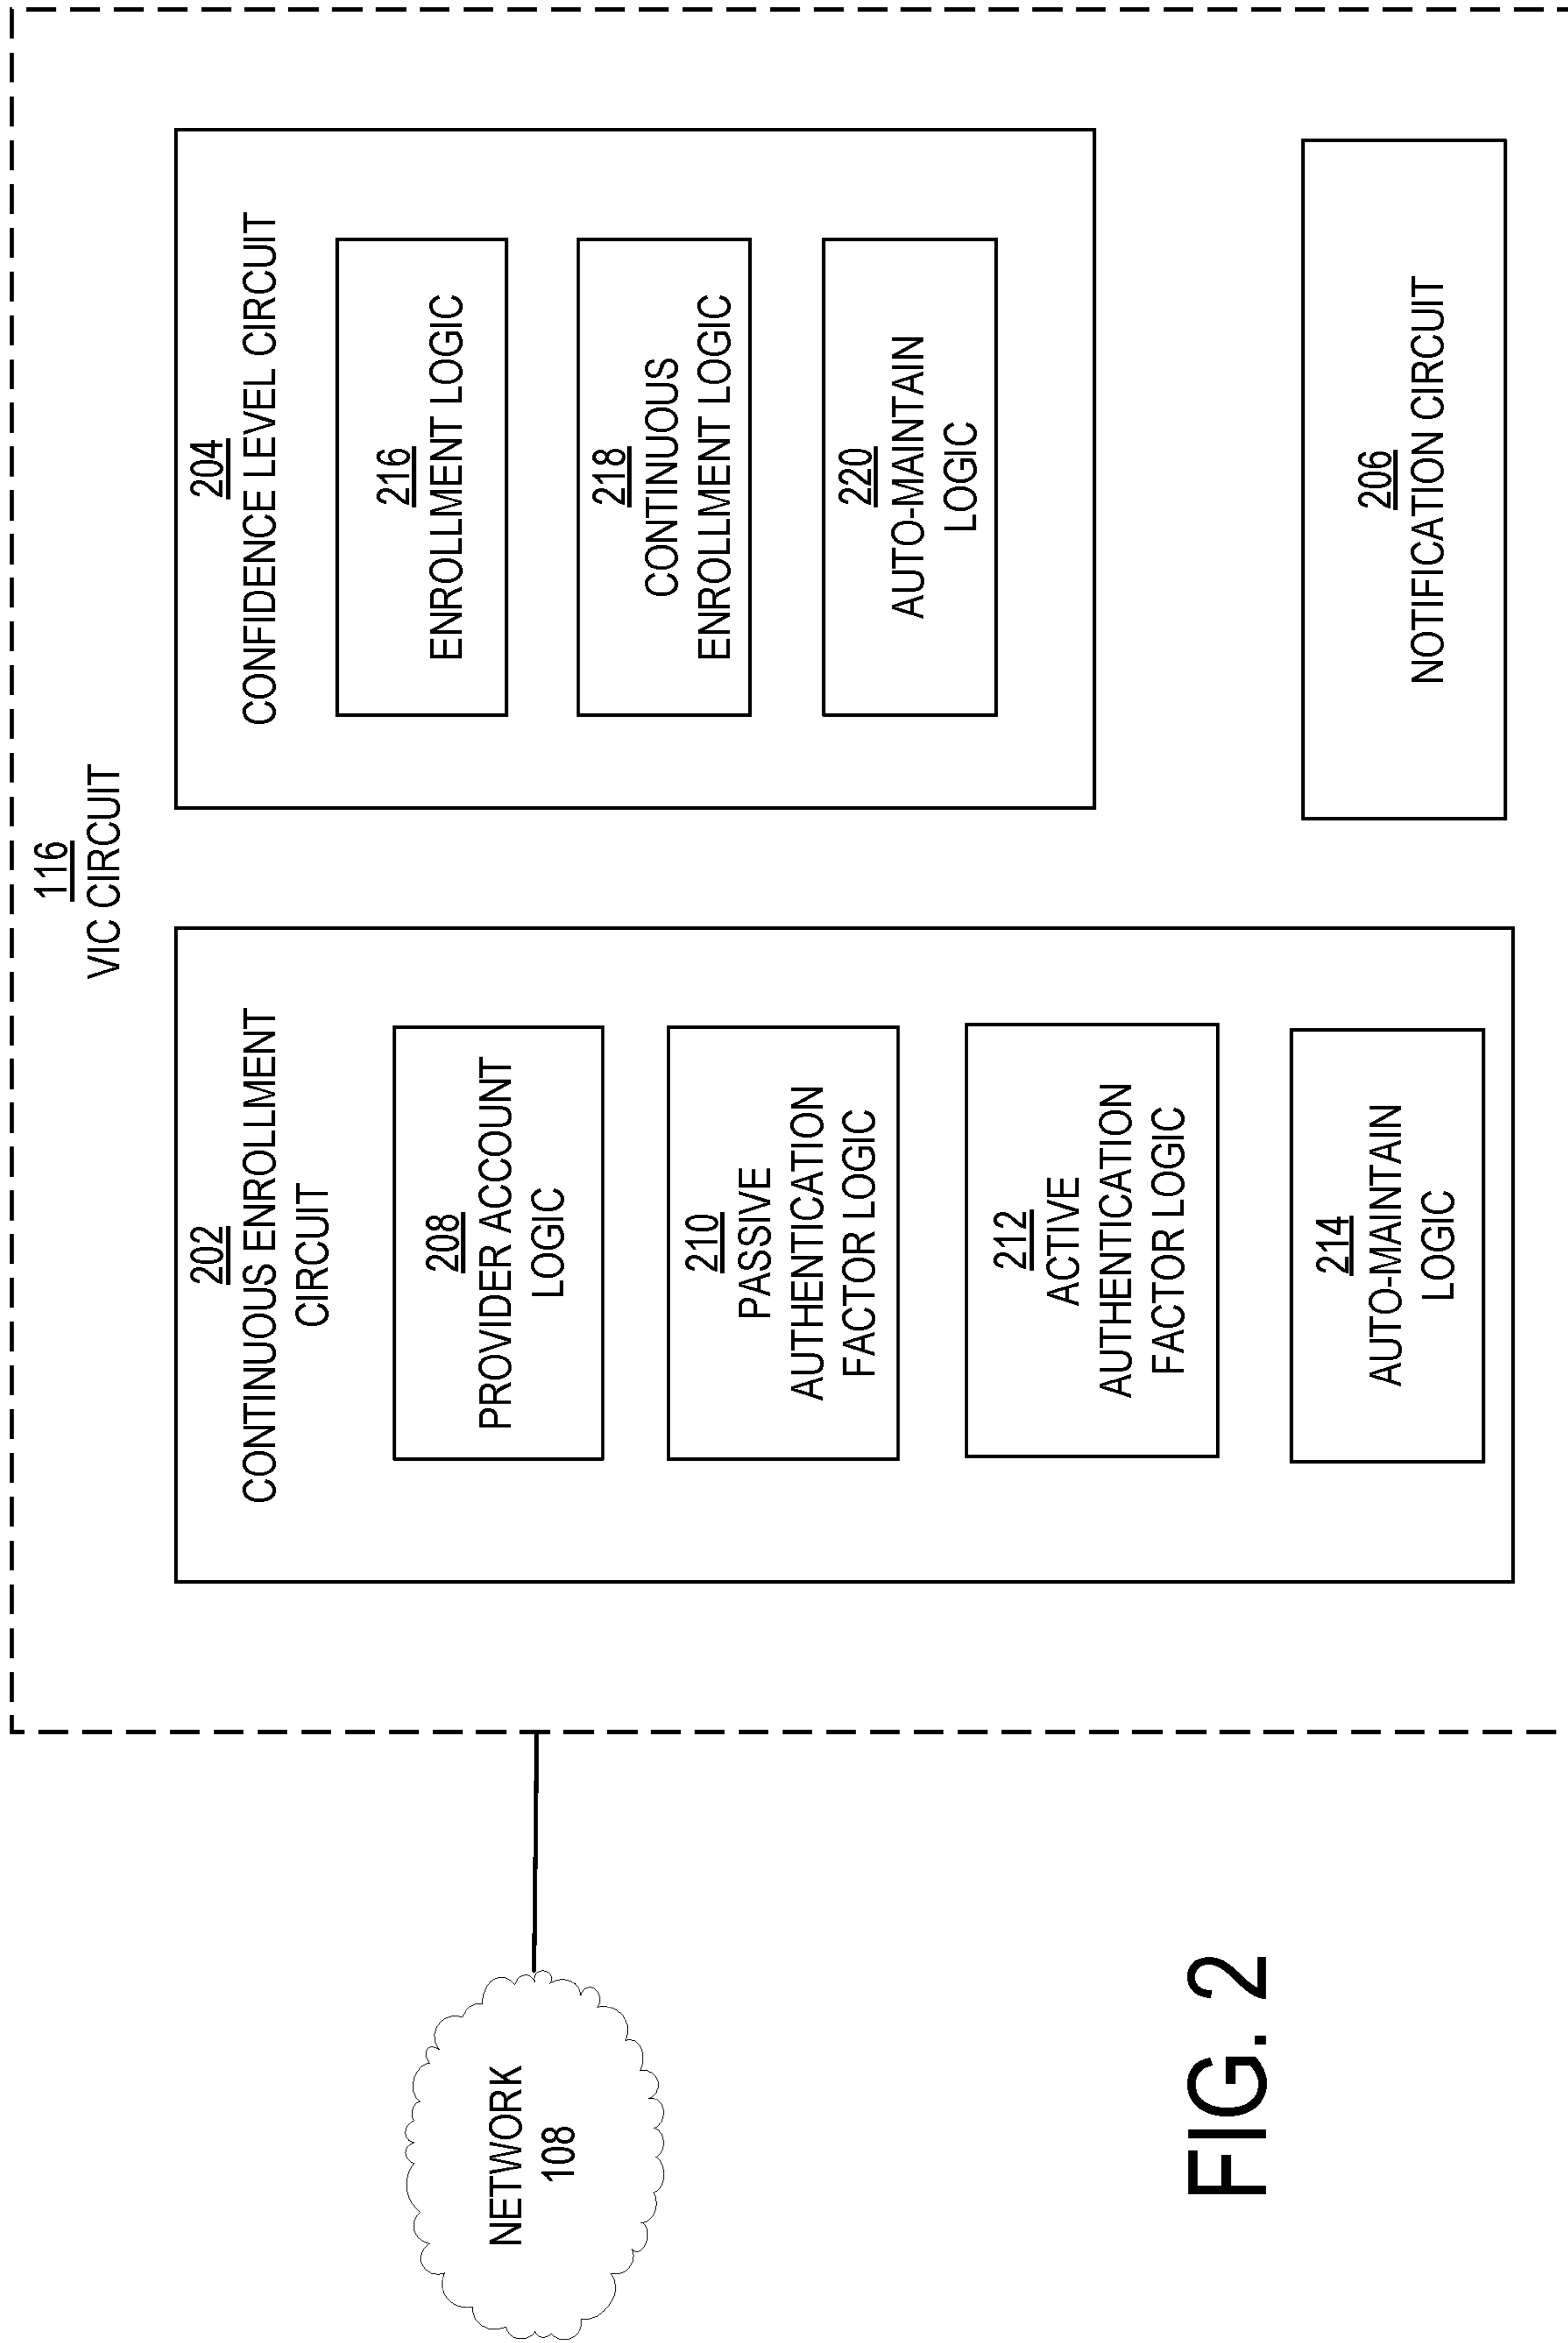 116
VIC CIRCUIT
NETWORK
108
202
CONTINUOUS ENROLLMENT
CIRCUIT
208
PROVIDER ACCOUNT
LOGIC
210
PASSIVE
AUTHENTICATION
FACTOR LOGIC
212
ACTIVE
AUTHENTICATION
FACTOR LOGIC
214
AUTO-MAINTAIN
LOGIC
204
CONFIDENCE LEVEL CIRCUIT
216
ENROLLMENT LOGIC
218
CONTINUOUS
ENROLLMENT LOGIC
220
AUTO-MAINTAIN
LOGIC
206
NOTIFICATION CIRCUIT
FIG. 2